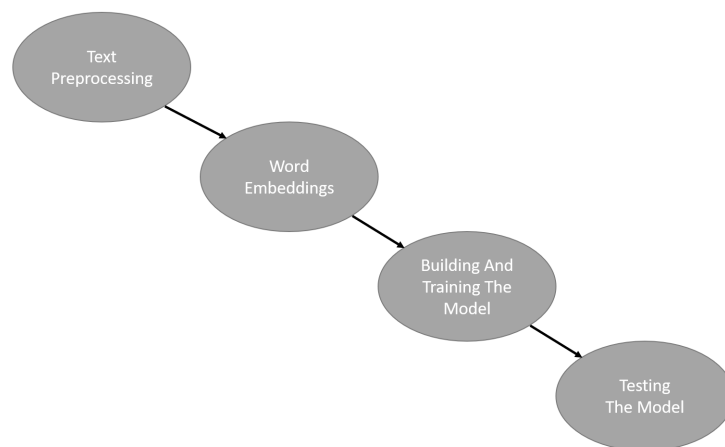 Text
Preprocessing
Word
Embeddings
Building And
Training The
Model
Testing
The Model